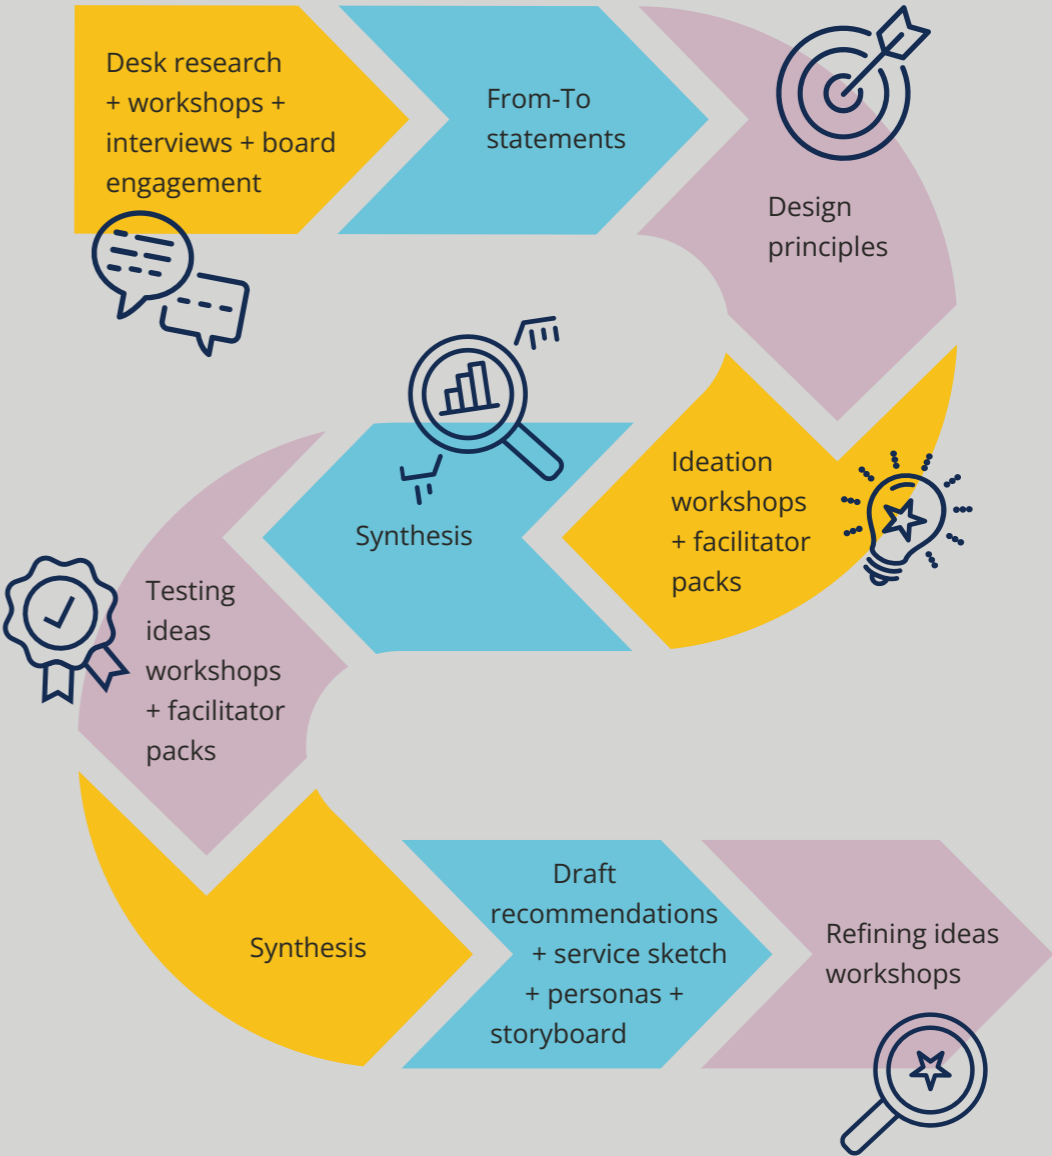 Desk research
+ workshops +
interviews + board
engagement
From-To
statements
Design
principles
Ideation
workshops
+ facilitator
packs
Synthesis
Testing
ideas
workshops
+ facilitator
packs
Synthesis
Draft
recommendations
+ service sketch
+ personas +
storyboard
Refining ideas
workshops